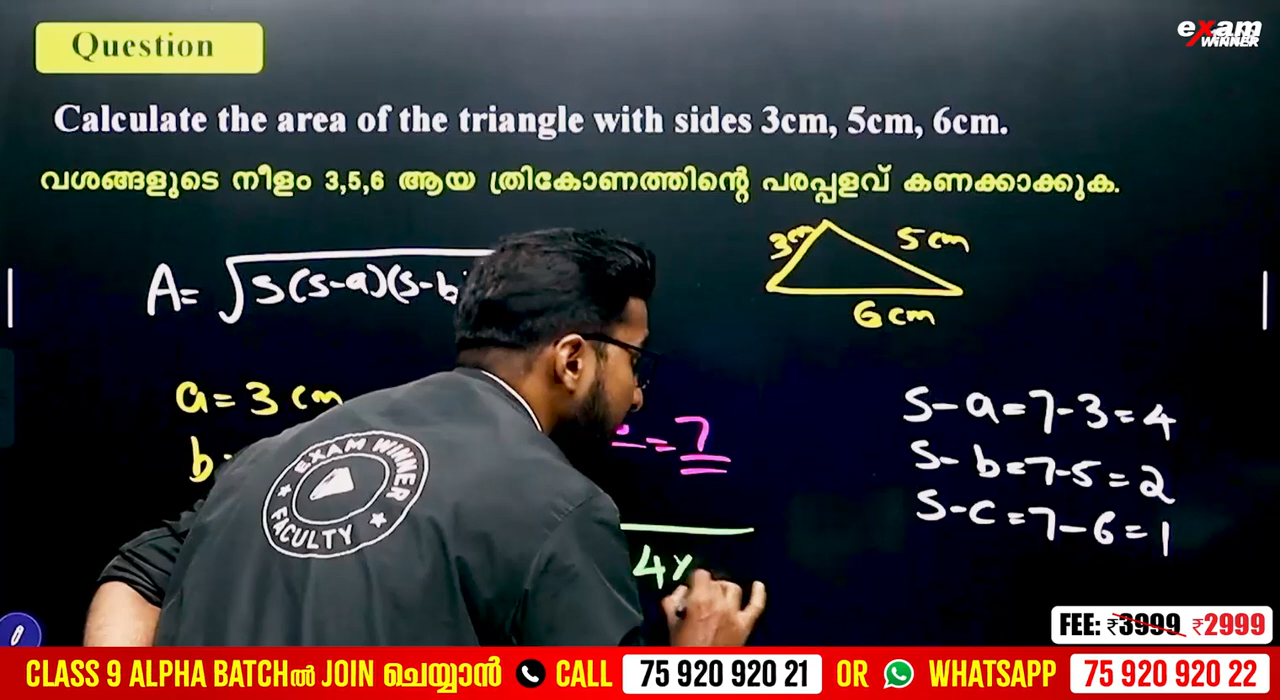 Question
exam
WINNER
Calculate the area of the triangle with sides 3cm, 5cm, 6cm.
വശങ്ങളുടെ നീളം 3,5,6 ആയ ത്രികോണത്തിന്റെ പരപ്പളവ് കണക്കാക്കുക.
3cm
5cm
6cm
A= √s(s-a)(s-b)
a= 3 cm
b=
= 7
s-a=7-3=4
s-b=7-5=2
s-c=7-6=1
4×
EXAM WINNER
FACULTY
FEE: ₹3999 ₹2999
CLASS 9 ALPHA BATCHൽ JOIN ചെയ്യാൻ CALL 75 920 920 21 OR WHATSAPP 75 920 920 22